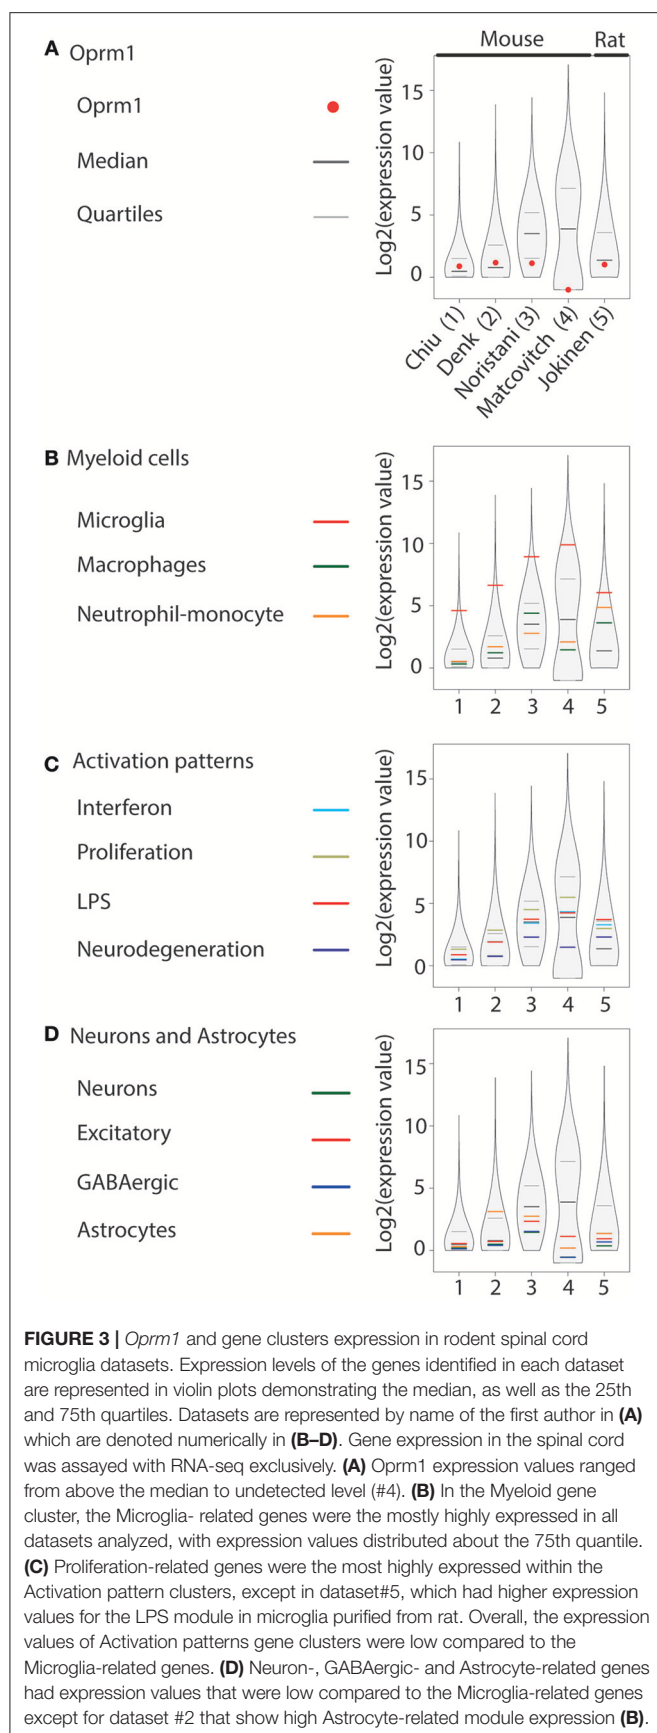 A Oprm1
Mouse Rat
Oprm1
Median
Quartiles
Log2(expression value)
15
10
5
0
Chiu (1)
Denk (2)
Noristani (3)
Matcovitch (4)
Jokinen (5)
B Myeloid cells
Microglia
Macrophages
Neutrophil-monocyte
Log2(expression value)
15
10
5
0
1 2 3 4 5
C Activation patterns
Interferon
Proliferation
LPS
Neurodegeneration
Log2(expression value)
15
10
5
0
1 2 3 4 5
D Neurons and Astrocytes
Neurons
Excitatory
GABAergic
Astrocytes
Log2(expression value)
15
10
5
0
1 2 3 4 5
FIGURE 3 | Oprm1 and gene clusters expression in rodent spinal cord
microglia datasets. Expression levels of the genes identified in each dataset
are represented in violin plots demonstrating the median, as well as the 25th
and 75th quartiles. Datasets are represented by name of the first author in (A)
which are denoted numerically in (B–D). Gene expression in the spinal cord
was assayed with RNA-seq exclusively. (A) Oprm1 expression values ranged
from above the median to undetected level (#4). (B) In the Myeloid gene
cluster, the Microglia- related genes were the mostly highly expressed in all
datasets analyzed, with expression values distributed about the 75th quantile.
(C) Proliferation-related genes were the most highly expressed within the
Activation pattern clusters, except in dataset#5, which had higher expression
values for the LPS module in microglia purified from rat. Overall, the expression
values of Activation patterns gene clusters were low compared to the
Microglia-related genes. (D) Neuron-, GABAergic- and Astrocyte-related genes
had expression values that were low compared to the Microglia-related genes
except for dataset #2 that show high Astrocyte-related module expression (B).